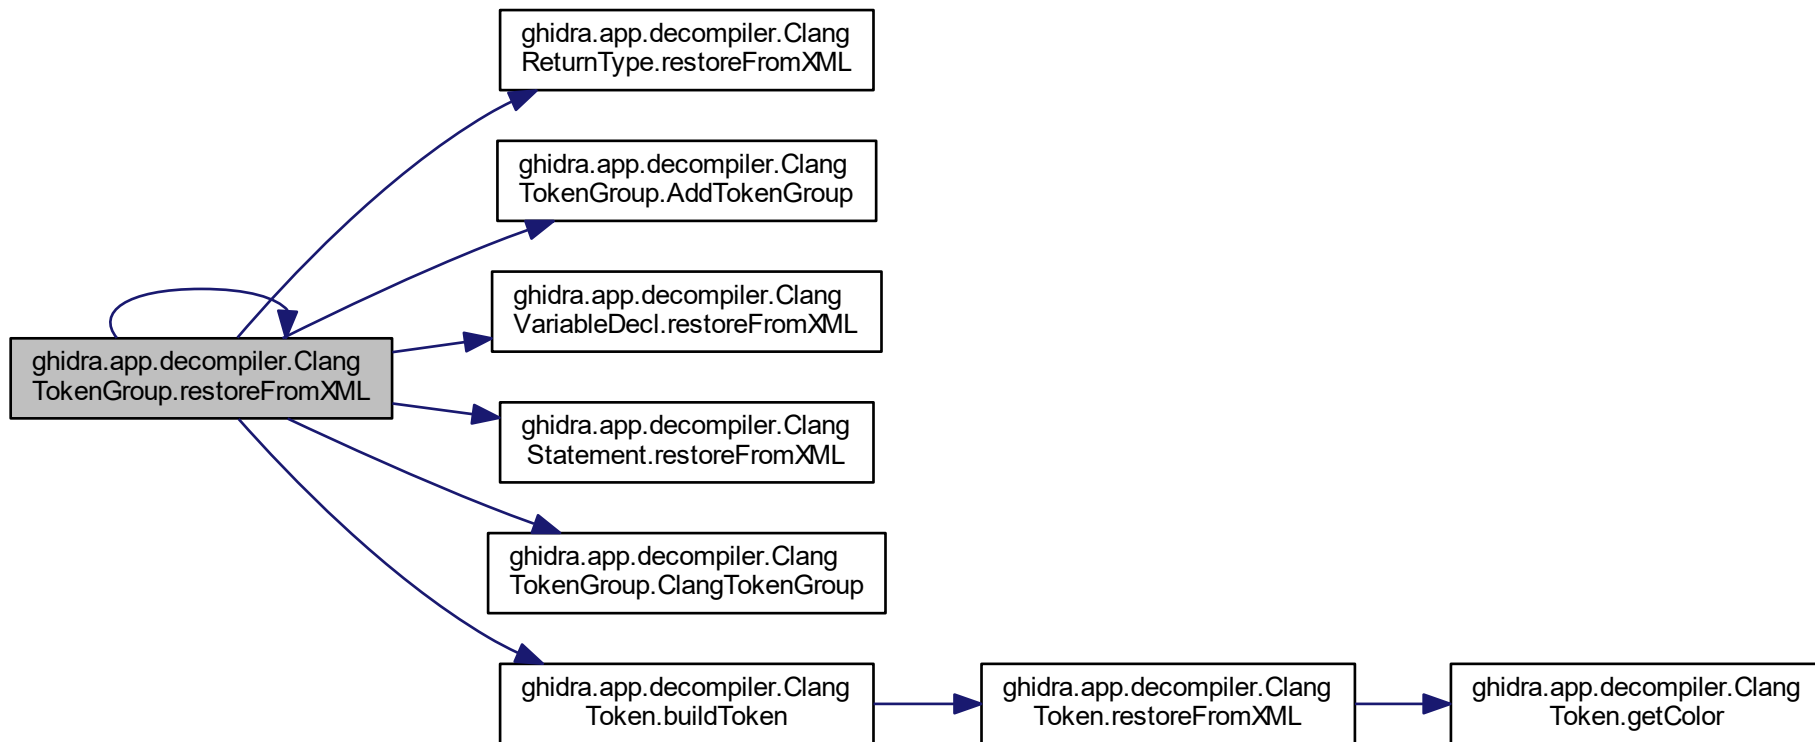 ghidra.app.decompiler.Clang
ReturnType.restoreFromXML
ghidra.app.decompiler.Clang
TokenGroup.AddTokenGroup
ghidra.app.decompiler.Clang
VariableDecl.restoreFromXML
ghidra.app.decompiler.Clang
TokenGroup.restoreFromXML
ghidra.app.decompiler.Clang
Statement.restoreFromXML
ghidra.app.decompiler.Clang
TokenGroup.ClangTokenGroup
ghidra.app.decompiler.Clang
Token.buildToken
ghidra.app.decompiler.Clang
Token.restoreFromXML
ghidra.app.decompiler.Clang
Token.getColor